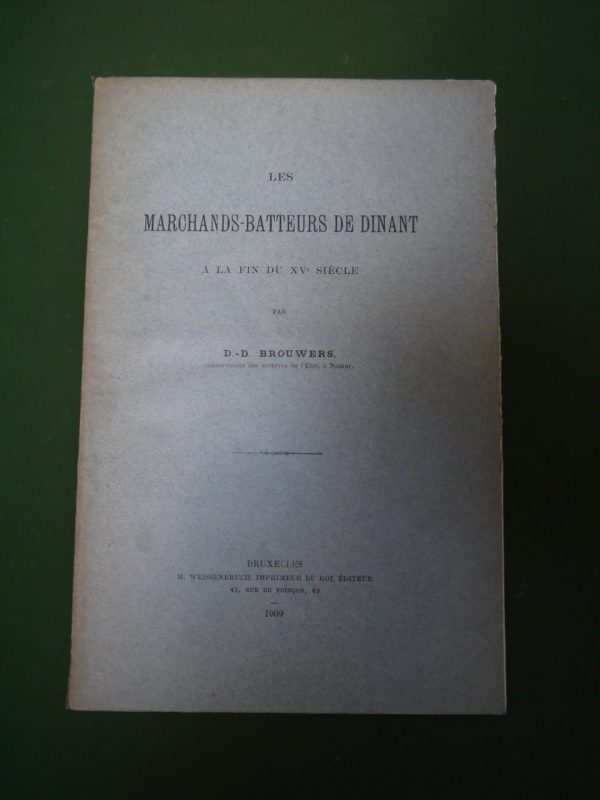 LES
MARCHANDS-BATTEURS DE DINANT
A LA FIN DU XVe SIÈCLE
PAR
D.-D. BROUWERS,
conservateur des archives de l'État, à Namur.
BRUXELLES
M. WEISSENBRUCH, IMPRIMEUR DU ROI, ÉDITEUR
49, RUE DU POINÇON, 49
1909